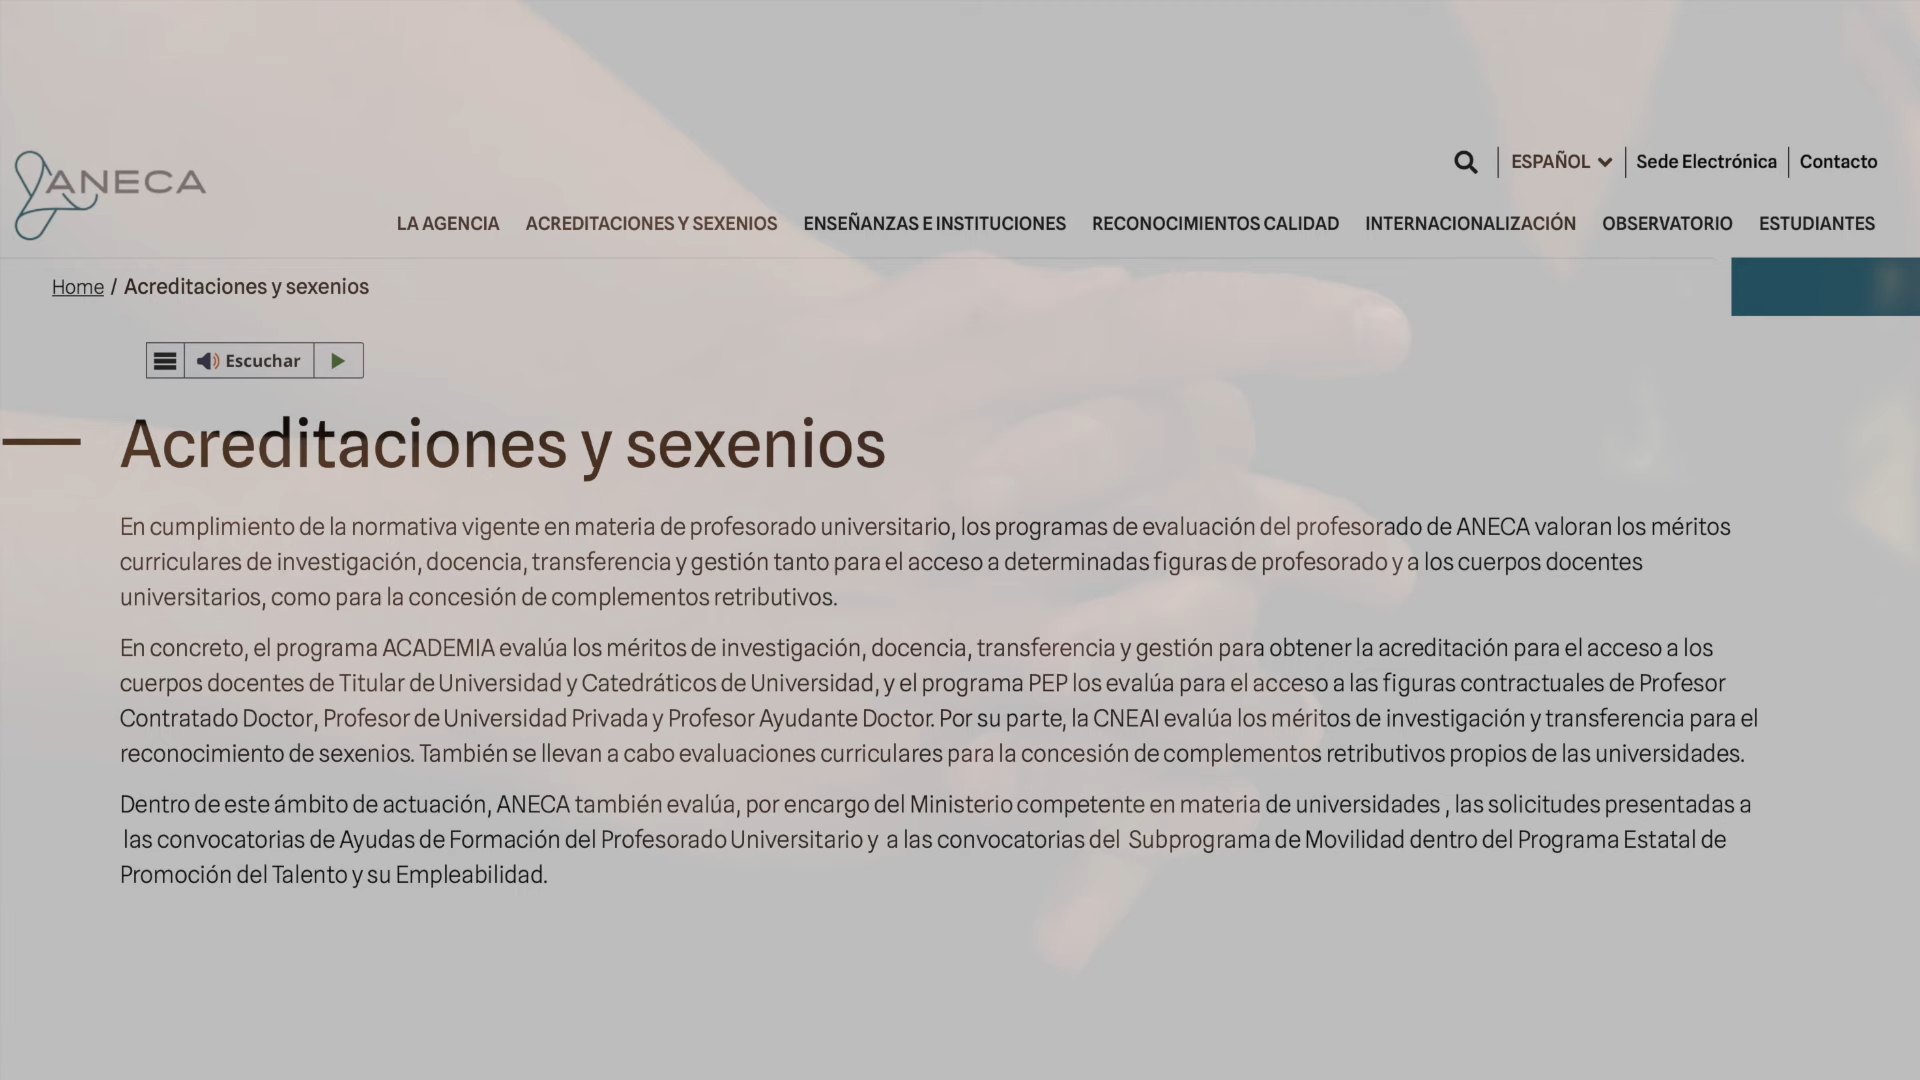 ANECA
ESPAÑOL
Sede Electrónica
Contacto
LA AGENCIA
ACREDITACIONES Y SEXENIOS
ENSEÑANZAS E INSTITUCIONES
RECONOCIMIENTOS CALIDAD
INTERNACIONALIZACIÓN
OBSERVATORIO
ESTUDIANTES
Home / Acreditaciones y sexenios
Escuchar
Acreditaciones y sexenios
En cumplimiento de la normativa vigente en materia de profesorado universitario, los programas de evaluación del profesorado de ANECA valoran los méritos
curriculares de investigación, docencia, transferencia y gestión tanto para el acceso a determinadas figuras de profesorado y a los cuerpos docentes
universitarios, como para la concesión de complementos retributivos.
En concreto, el programa ACADEMIA evalúa los méritos de investigación, docencia, transferencia y gestión para obtener la acreditación para el acceso a los
cuerpos docentes de Titular de Universidad y Catedráticos de Universidad, y el programa PEP los evalúa para el acceso a las figuras contractuales de Profesor
Contratado Doctor, Profesor de Universidad Privada y Profesor Ayudante Doctor. Por su parte, la CNEAI evalúa los méritos de investigación y transferencia para el
reconocimiento de sexenios. También se llevan a cabo evaluaciones curriculares para la concesión de complementos retributivos propios de las universidades.
Dentro de este ámbito de actuación, ANECA también evalúa, por encargo del Ministerio competente en materia de universidades , las solicitudes presentadas a
las convocatorias de Ayudas de Formación del Profesorado Universitario y a las convocatorias del Subprograma de Movilidad dentro del Programa Estatal de
Promoción del Talento y su Empleabilidad.